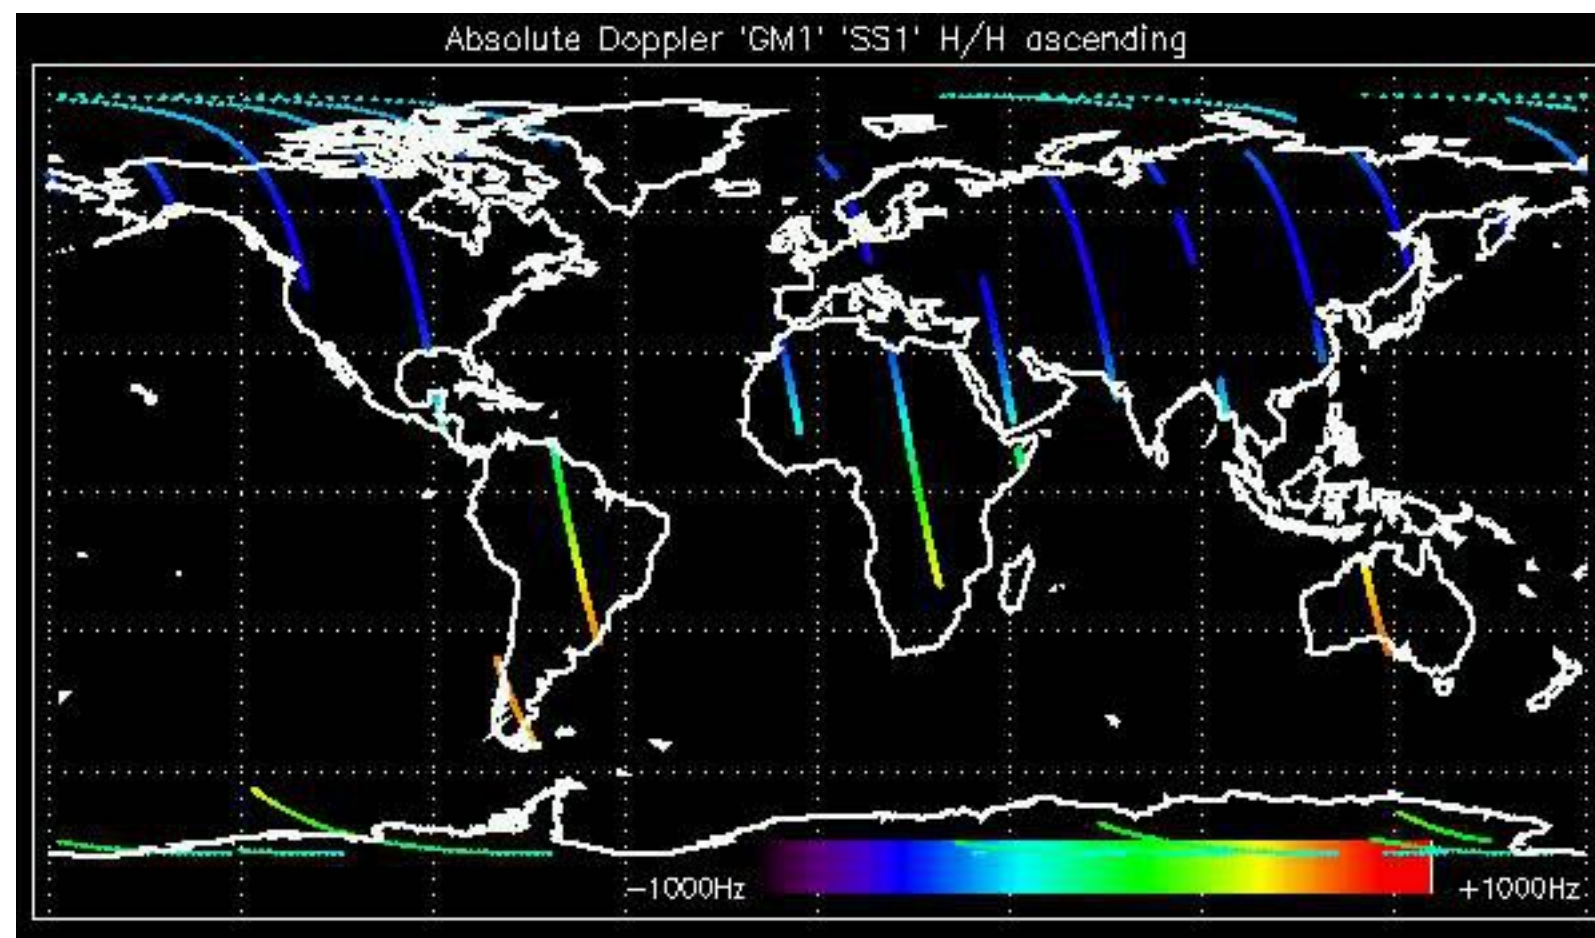 Absolute Doppler 'GM1' 'SS1' H/H ascending
−1000Hz
+1000Hz